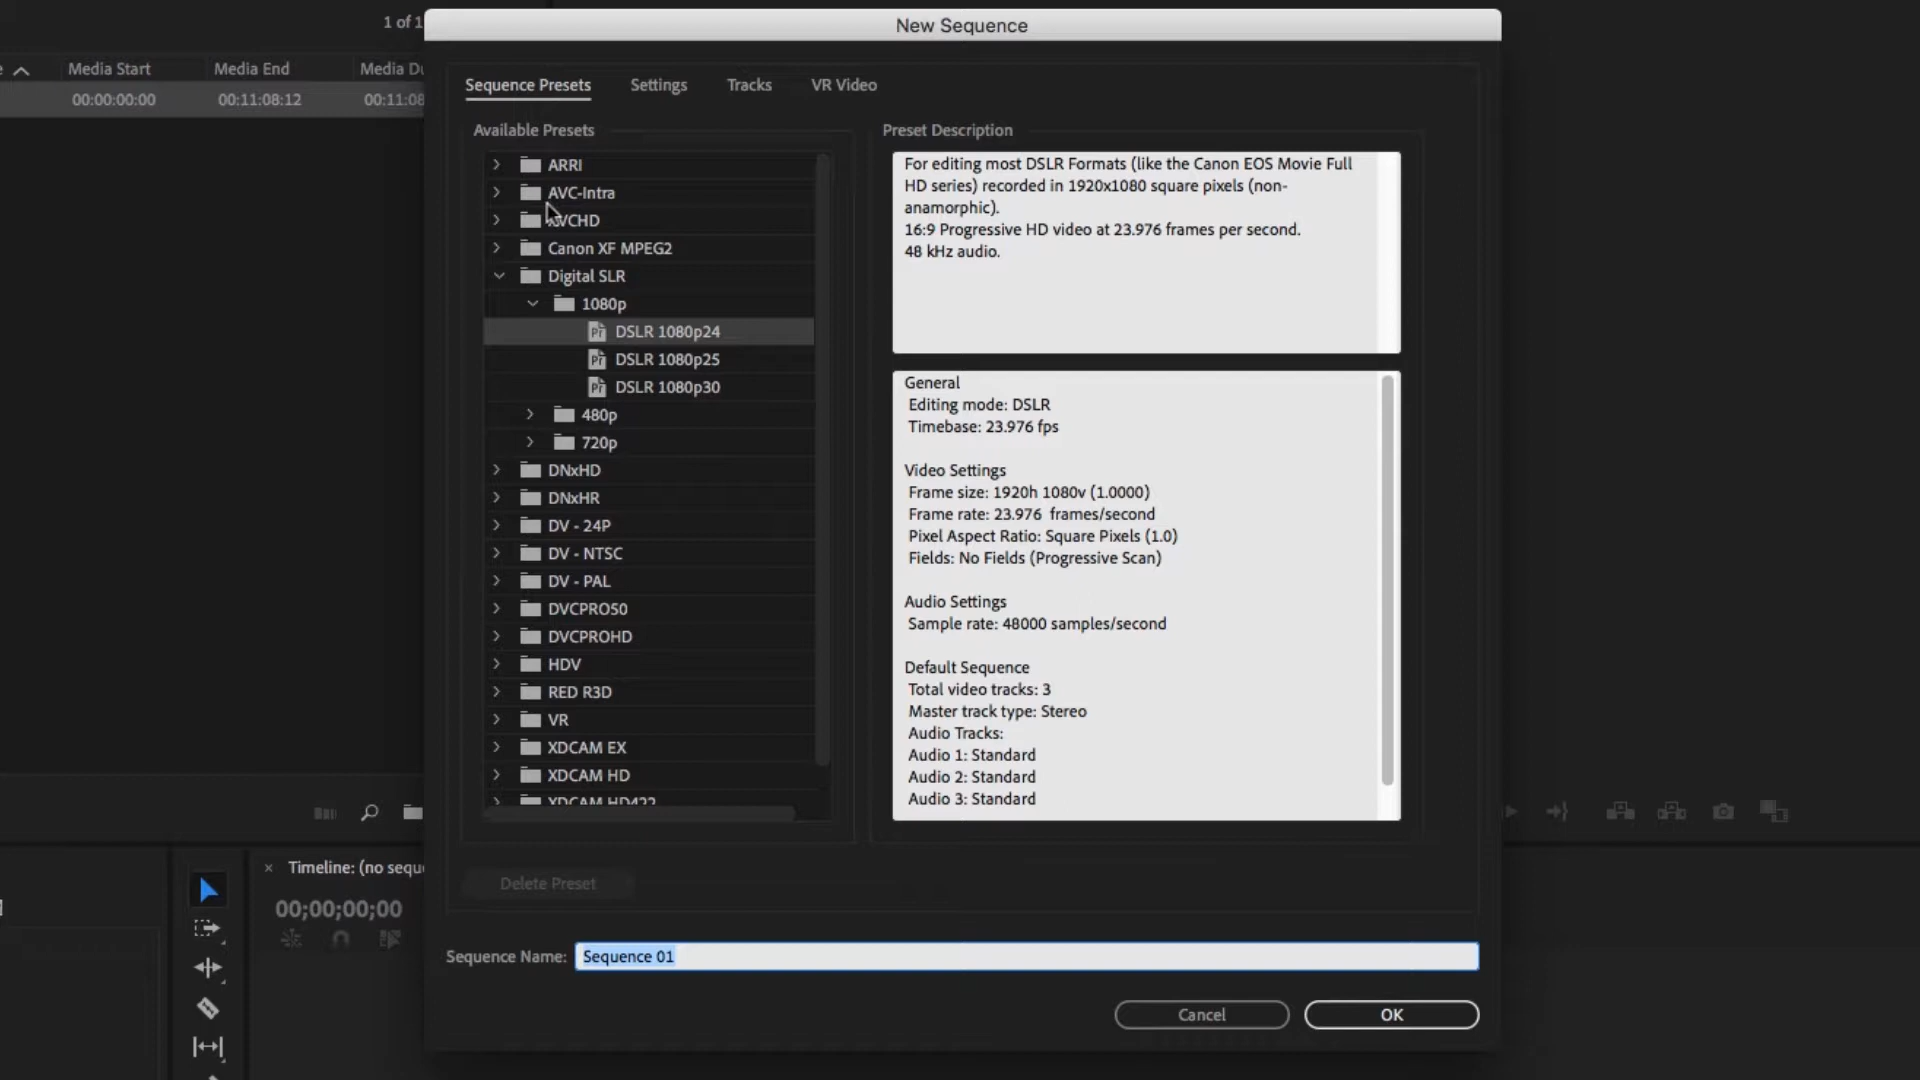 New Sequence
1 of 1
Media Start
Media End
Media Du
00:00:00:00
00:11:08:12
00:11:08
Sequence Presets
Settings
Tracks
VR Video
Available Presets
ARRI
AVC-Intra
AVCHD
Canon XF MPEG2
Digital SLR
1080p
DSLR 1080p24
DSLR 1080p25
DSLR 1080p30
480p
720p
DNxHD
DNxHR
DV - 24P
DV - NTSC
DV - PAL
DVCPRO50
DVCPROHD
HDV
RED R3D
VR
XDCAM EX
XDCAM HD
XDCAM HD422
Preset Description
For editing most DSLR Formats (like the Canon EOS Movie Full
HD series) recorded in 1920x1080 square pixels (non-
anamorphic).
16:9 Progressive HD video at 23.976 frames per second.
48 kHz audio.
General
Editing mode: DSLR
Timebase: 23.976 fps
Video Settings
Frame size: 1920h 1080v (1.0000)
Frame rate: 23.976 frames/second
Pixel Aspect Ratio: Square Pixels (1.0)
Fields: No Fields (Progressive Scan)
Audio Settings
Sample rate: 48000 samples/second
Default Sequence
Total video tracks: 3
Master track type: Stereo
Audio Tracks:
Audio 1: Standard
Audio 2: Standard
Audio 3: Standard
Delete Preset
Timeline: (no sequ
00;00;00;00
Sequence Name:
Sequence 01
Cancel
OK